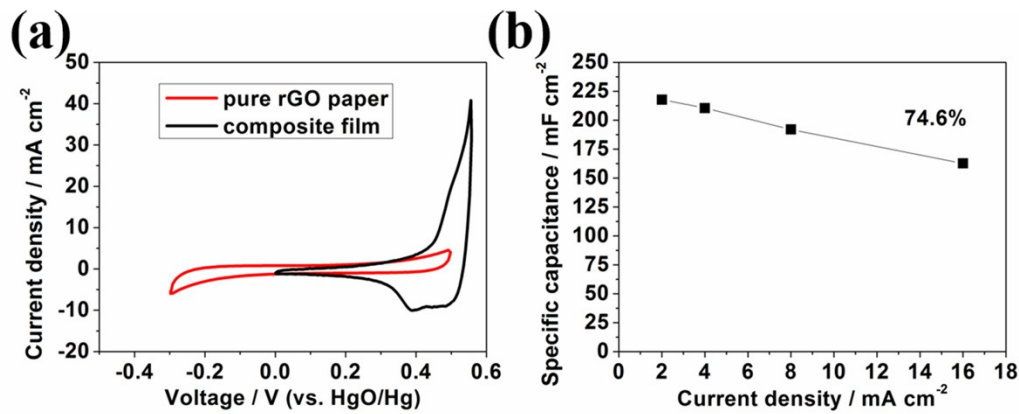 (a)
50
40
30
20
10
0
-10
-20
Current density / mA cm-2
pure rGO paper
composite film
-0.4 -0.2 0.0 0.2 0.4 0.6
Voltage / V (vs. HgO/Hg)
(b)
250
225
200
175
150
125
100
75
50
25
0
Specific capacitance / mF cm-2
74.6%
0 2 4 6 8 10 12 14 16 18
Current density / mA cm-2